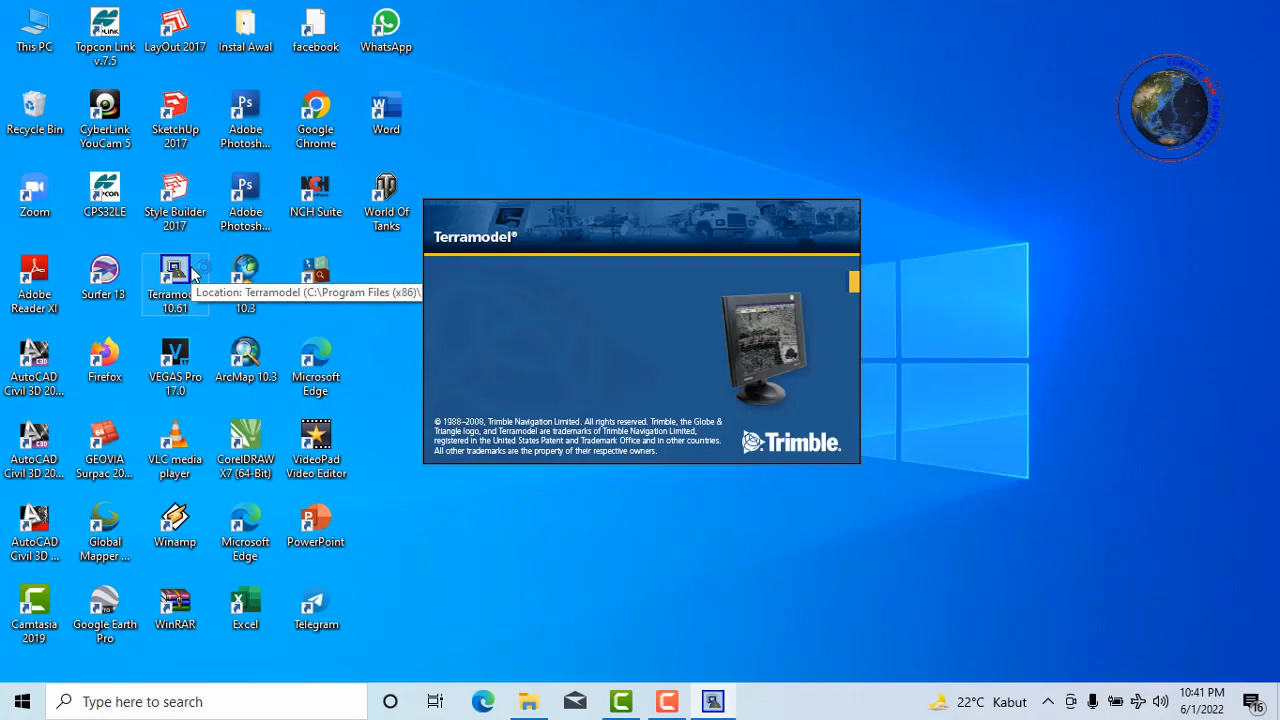 This PC
Topcon Link
v.7.5
LayOut 2017
Instal Awal
facebook
WhatsApp
Recycle Bin
CyberLink
YouCam 5
SketchUp
2017
Adobe
Photosh...
Google
Chrome
Word
Zoom
CPS32LE
Style Builder
2017
Adobe
Photosh...
NCH Suite
World Of
Tanks
Adobe
Reader XI
Surfer 13
10.61
10.3
Location: Terramodel (C:\Program Files (x86)\
AutoCAD
Civil 3D 20...
Firefox
VEGAS Pro
17.0
ArcMap 10.3
Microsoft
Edge
AutoCAD
Civil 3D 20...
GEOVIA
Surpac 20...
VLC media
player
CorelDRAW
X7 (64-Bit)
VideoPad
Video Editor
AutoCAD
Civil 3D ...
Global
Mapper ...
Winamp
Microsoft
Edge
PowerPoint
Camtasia
2019
Google Earth
Pro
WinRAR
Excel
Telegram
Terramodel®
© 1988–2008, Trimble Navigation Limited. All rights reserved. Trimble, the Globe &
Triangle logo, and Terramodel are trademarks of Trimble Navigation Limited,
registered in the United States Patent and Trademark Office and in other countries.
All other trademarks are the property of their respective owners.
Trimble.
SURVEY DAN PEMETAAN
Type here to search
22°C Kabut
10:41 PM
6/1/2022
16